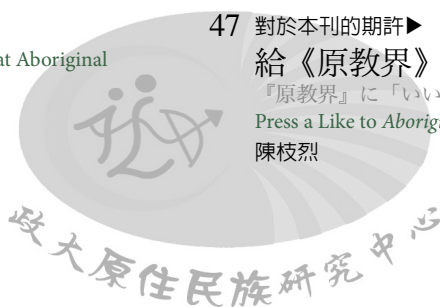 at Aboriginal
47 對於本刊的期許▶
給《原教界》
『原教界』に「いい
Press a Like to Aborigi
陳枝烈
政大原住民族研究中心